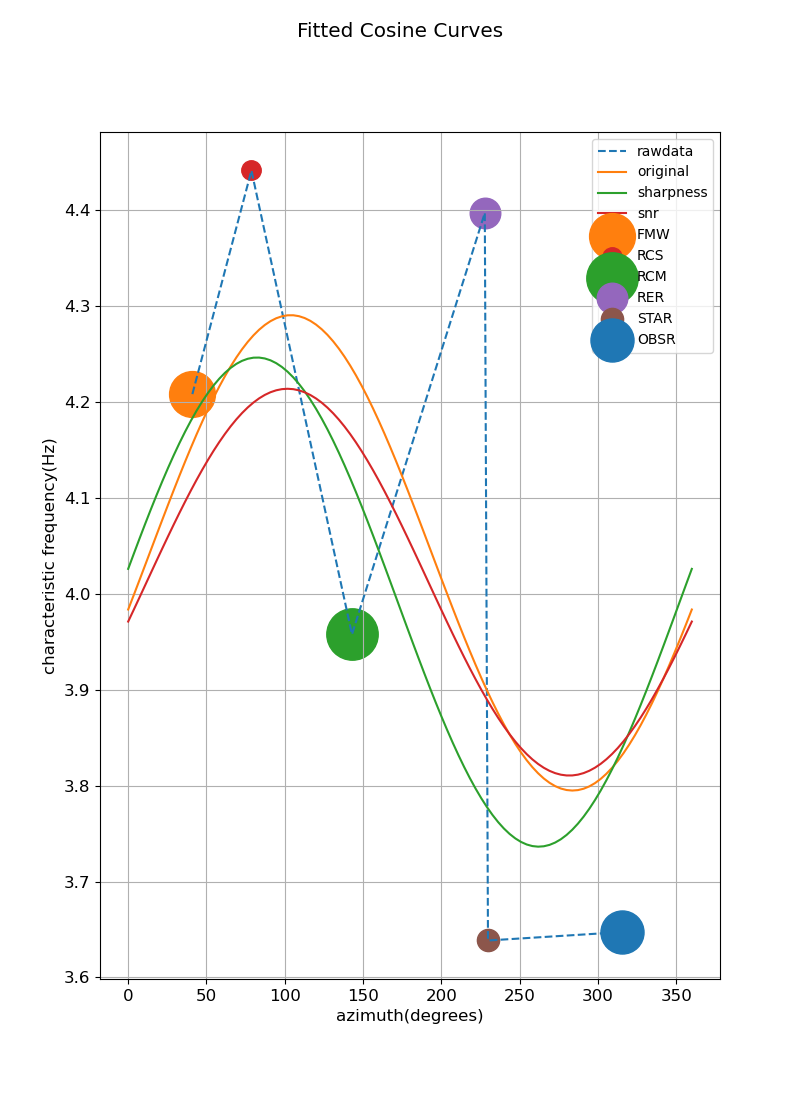 Fitted Cosine Curves
rawdata
original
sharpness
snr
FMW
RCS
RCM
RER
STAR
OBSR
characteristic frequency(Hz)
4.4
4.3
4.2
4.1
4.0
3.9
3.8
3.7
3.6
0 50 100 150 200 250 300 350
azimuth(degrees)